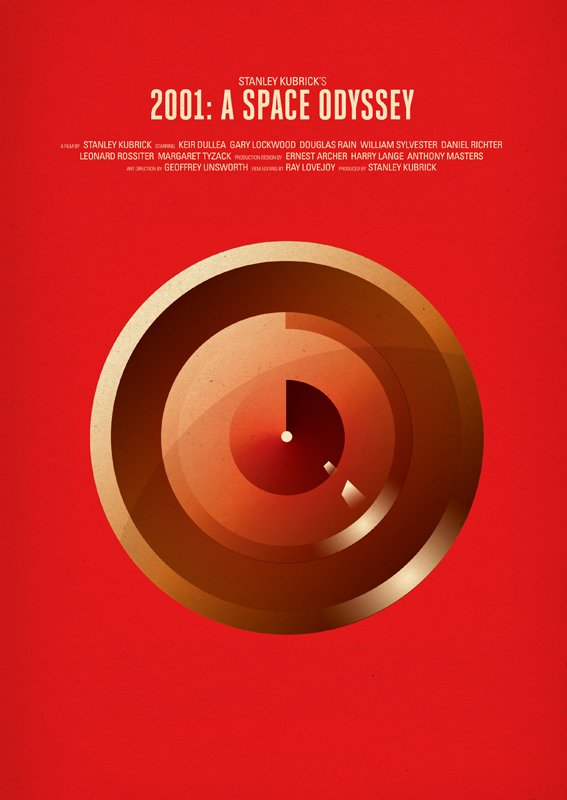 STANLEY KUBRICK'S
2001: A SPACE ODYSSEY
A FILM BY STANLEY KUBRICK STARRING KEIR DULLEA GARY LOCKWOOD DOUGLAS RAIN WILLIAM SYLVESTER DANIEL RICHTER
LEONARD ROSSITER MARGARET TYZACK PRODUCTION DESIGN BY ERNEST ARCHER HARRY LANGE ANTHONY MASTERS
ART DIRECTION BY GEOFFREY UNSWORTH FILM EDITING BY RAY LOVEJOY PRODUCED BY STANLEY KUBRICK